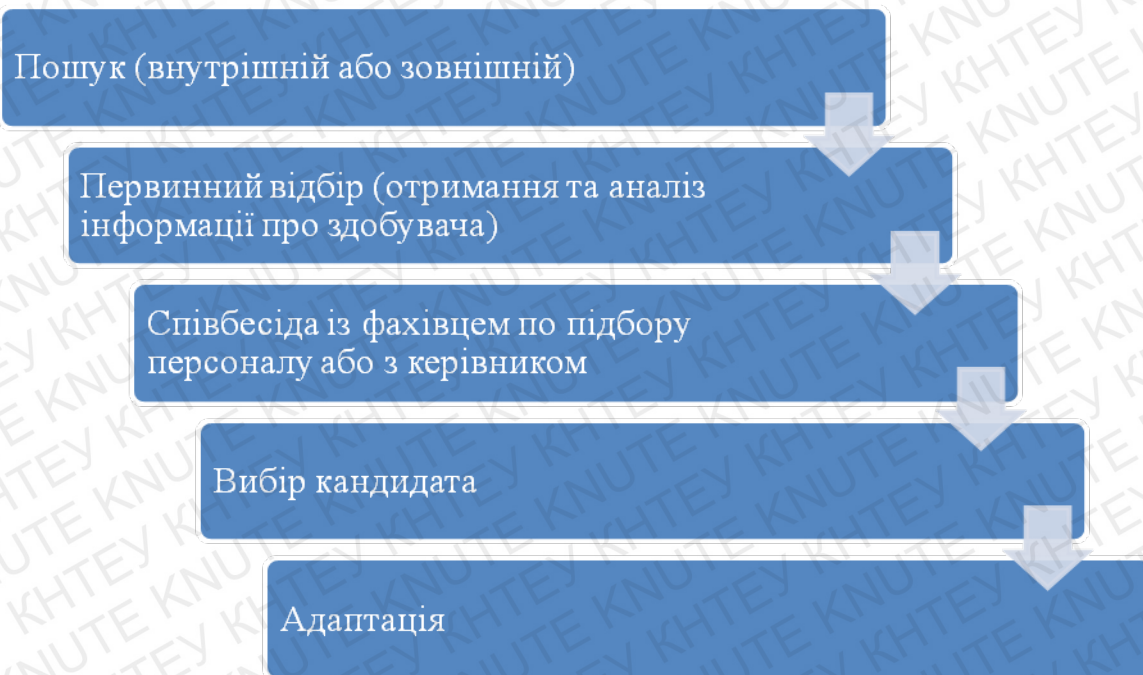 Пошук (внутрішній або зовнішній)
Первинний відбір (отримання та аналіз
інформації про здобувача)
Співбесіда із фахівцем по підбору
персоналу або з керівником
Вибір кандидата
Адаптація